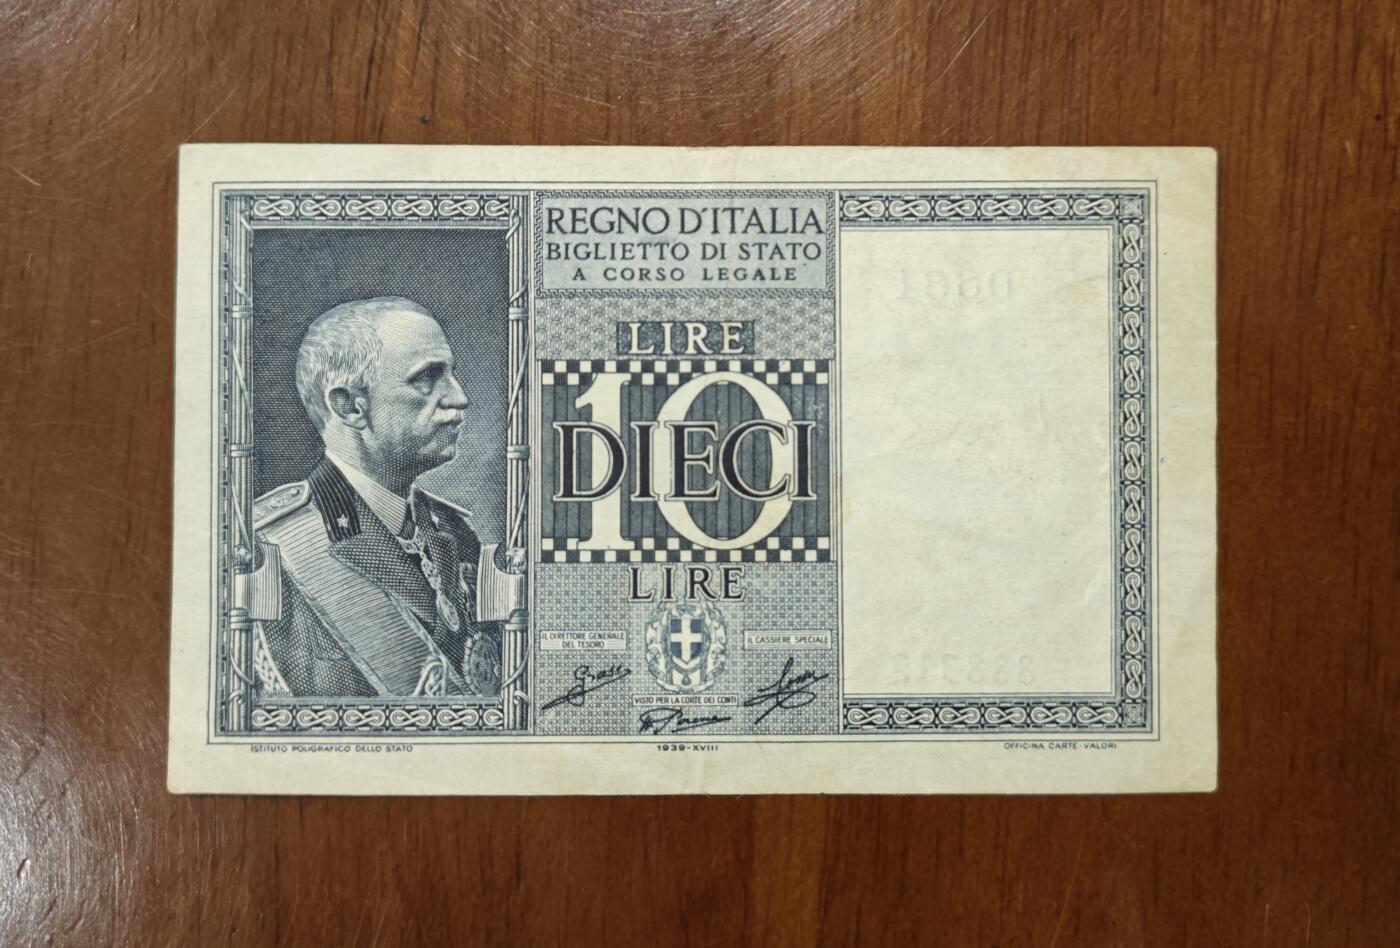 REGNO D'ITALIA
BIGLIETTO DI STATO
A CORSO LEGALE
LIRE
10
DIECI
LIRE
IL DIRETTORE GENERALE
DEL TESORO
IL CASSIERE SPECIALE
Grassi
VISTO PER LA CORTE DEI CONTI
ISTITUTO POLIGRAFICO DELLO STATO
1939-XVIII
OFFICINA CARTE-VALORI